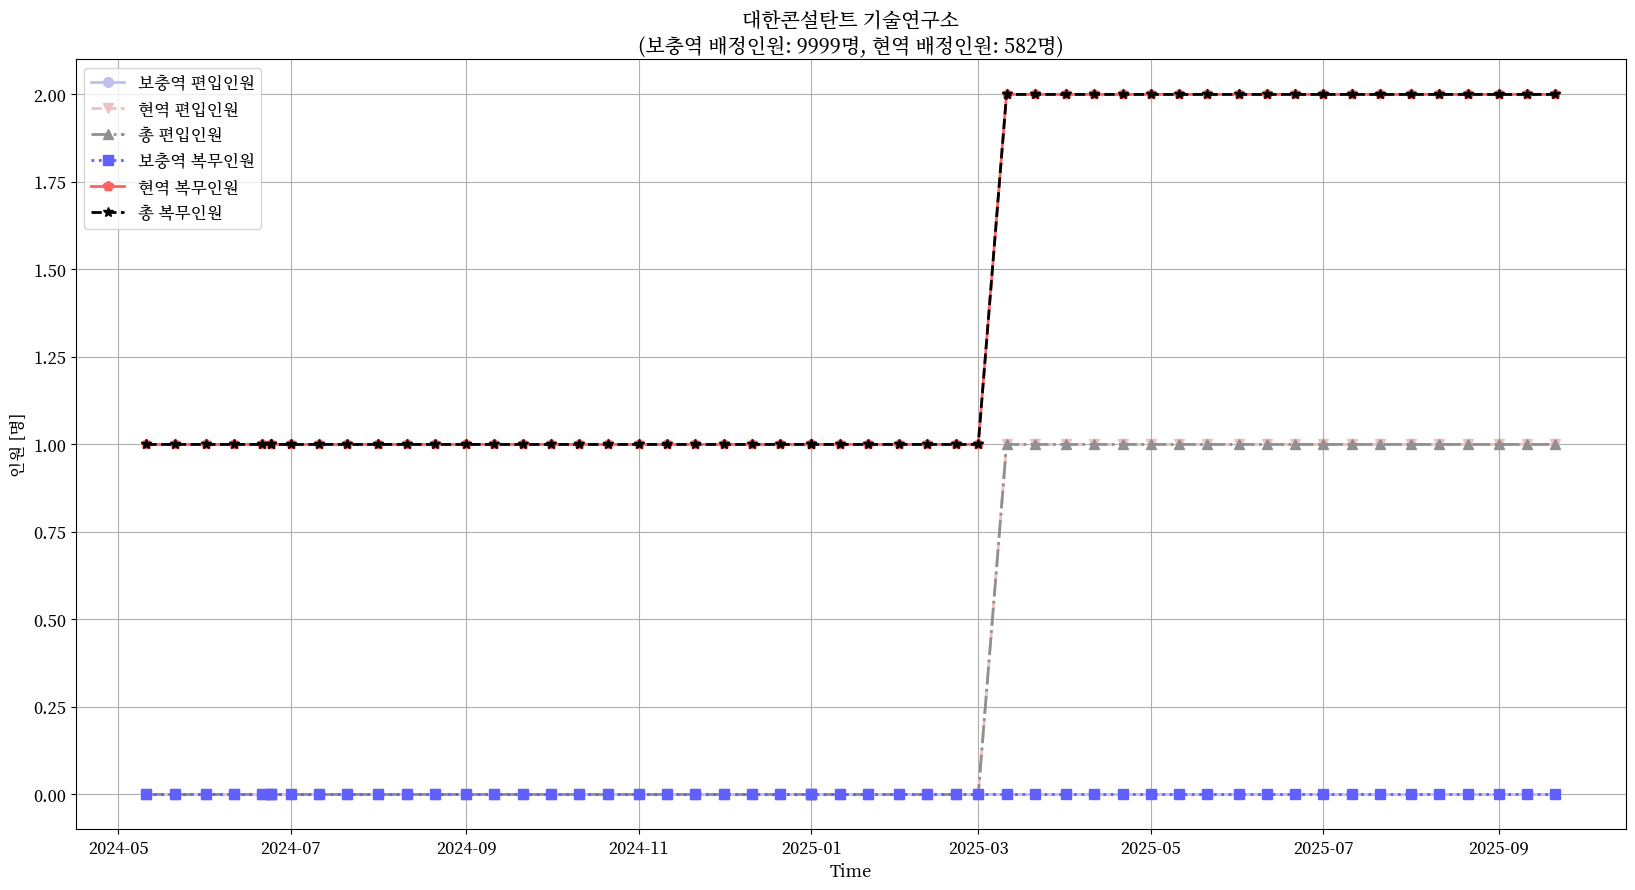 대한콘설탄트 기술연구소
(보충역 배정인원: 9999명, 현역 배정인원: 582명)
보충역 편입인원
현역 편입인원
총 편입인원
보충역 복무인원
현역 복무인원
총 복무인원
2.00
1.75
1.50
1.25
1.00
0.75
0.50
0.25
0.00
인원 [명]
2024-05
2024-07
2024-09
2024-11
2025-01
2025-03
2025-05
2025-07
2025-09
Time